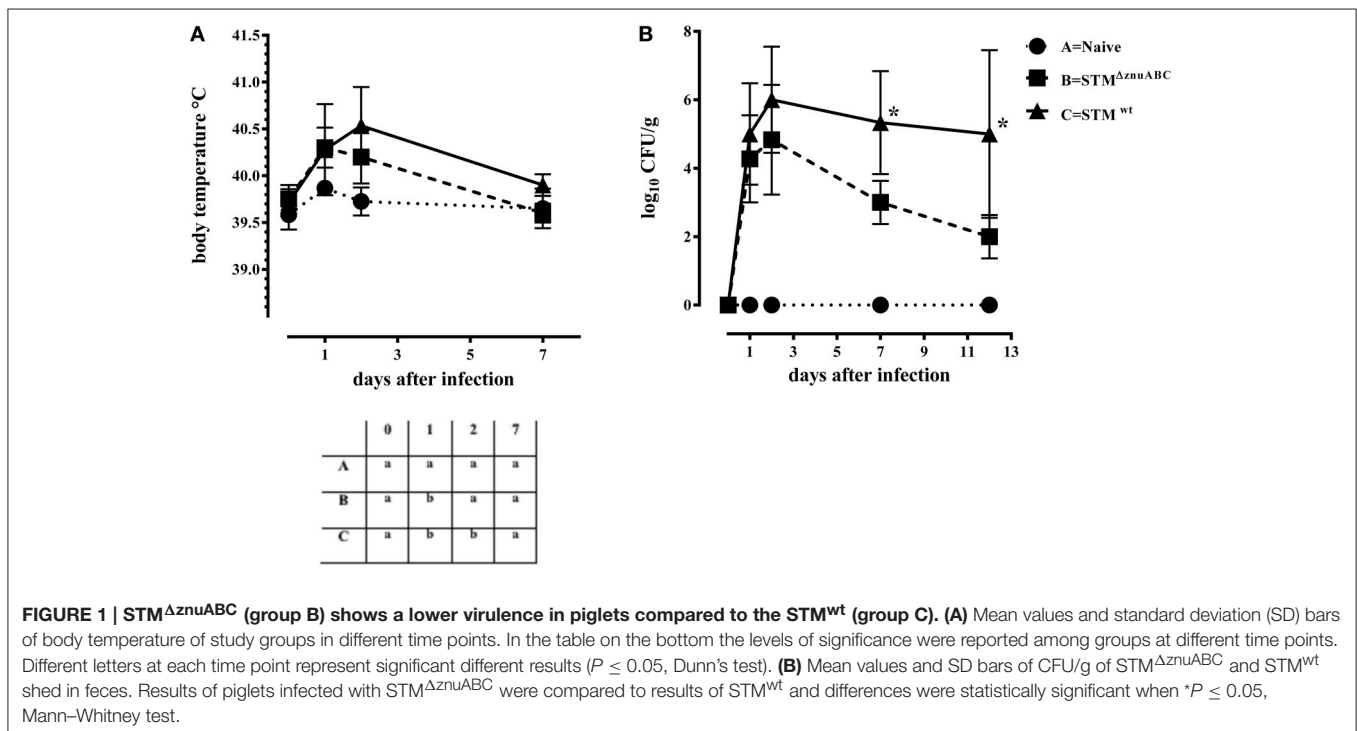 A
41.5
41.0
40.5
40.0
39.5
39.0
body temperature °C
1 3 5 7
days after infection
B
8
6
4
2
0
log10 CFU/g
1 3 5 7 9 11 13
days after infection
*
*
A=Naive
B=STMΔznuABC
C=STM wt
0 1 2 7
A a a a a
B a b a a
C a b b a
FIGURE 1 | STMΔznuABC (group B) shows a lower virulence in piglets compared to the STMwt (group C). (A) Mean values and standard deviation (SD) bars
of body temperature of study groups in different time points. In the table on the bottom the levels of significance were reported among groups at different time points.
Different letters at each time point represent significant different results (P ≤ 0.05, Dunn's test). (B) Mean values and SD bars of CFU/g of STMΔznuABC and STMwt
shed in feces. Results of piglets infected with STMΔznuABC were compared to results of STMwt and differences were statistically significant when *P ≤ 0.05,
Mann–Whitney test.